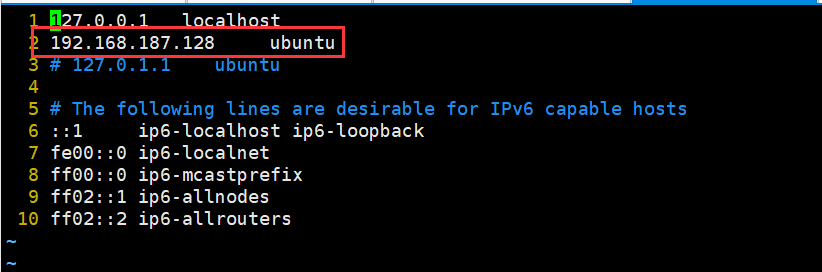 1 127.0.0.1   localhost
2 192.168.187.128     ubuntu
3 # 127.0.1.1    ubuntu
4
5 # The following lines are desirable for IPv6 capable hosts
6 ::1     ip6-localhost ip6-loopback
7 fe00::0 ip6-localnet
8 ff00::0 ip6-mcastprefix
9 ff02::1 ip6-allnodes
10 ff02::2 ip6-allrouters
~
~